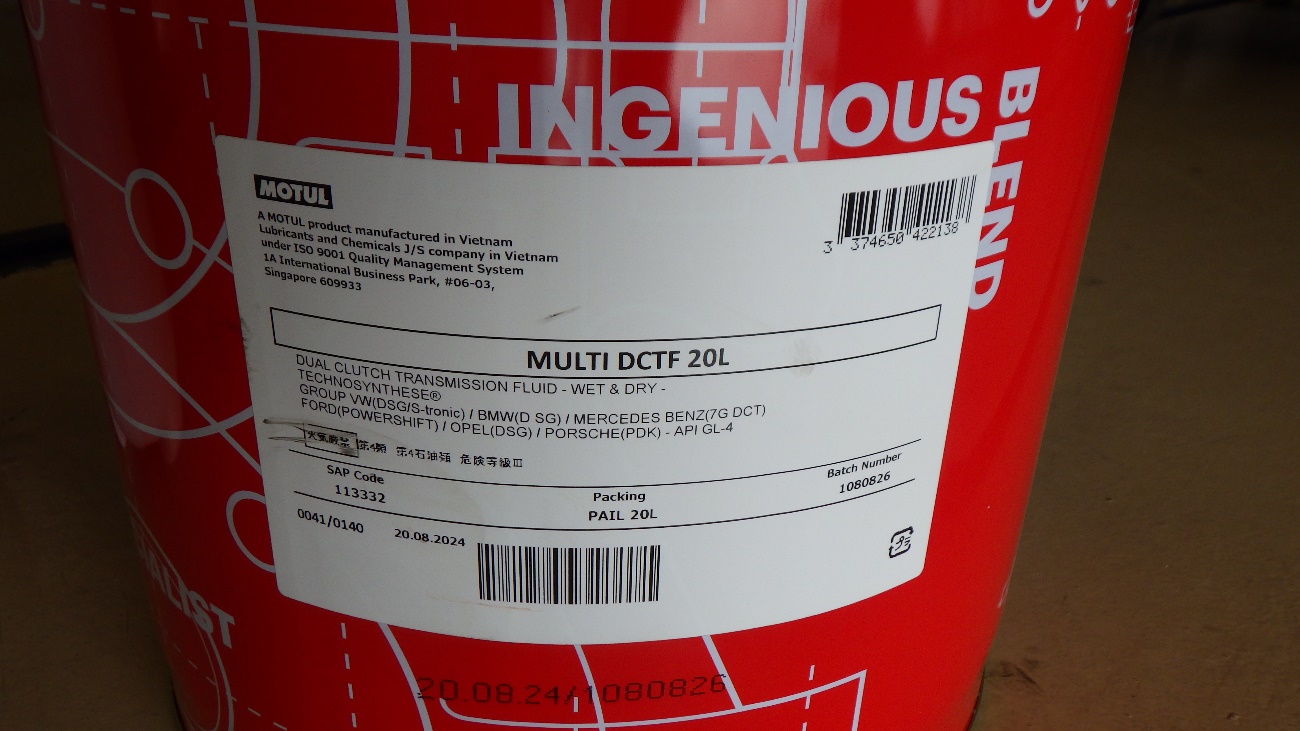 INGENIOUS
BLEND
MOTUL
A MOTUL product manufactured in Vietnam
Lubricants and Chemicals J/S company in Vietnam
under ISO 9001 Quality Management System
1A International Business Park, #06-03,
Singapore 609933
3 374650 422138
MULTI DCTF 20L
DUAL CLUTCH TRANSMISSION FLUID - WET & DRY -
TECHNOSYNTHESE®
GROUP VW(DSG/S-tronic) / BMW(D SG) / MERCEDES BENZ(7G DCT)
FORD(POWERSHIFT) / OPEL(DSG) / PORSCHE(PDK) - API GL-4
火気厳禁 第4類 第4石油類 危険等級III
SAP Code
113332
Packing
PAIL 20L
Batch Number
1080826
0041/0140 20.08.2024
20.08.24/1080826